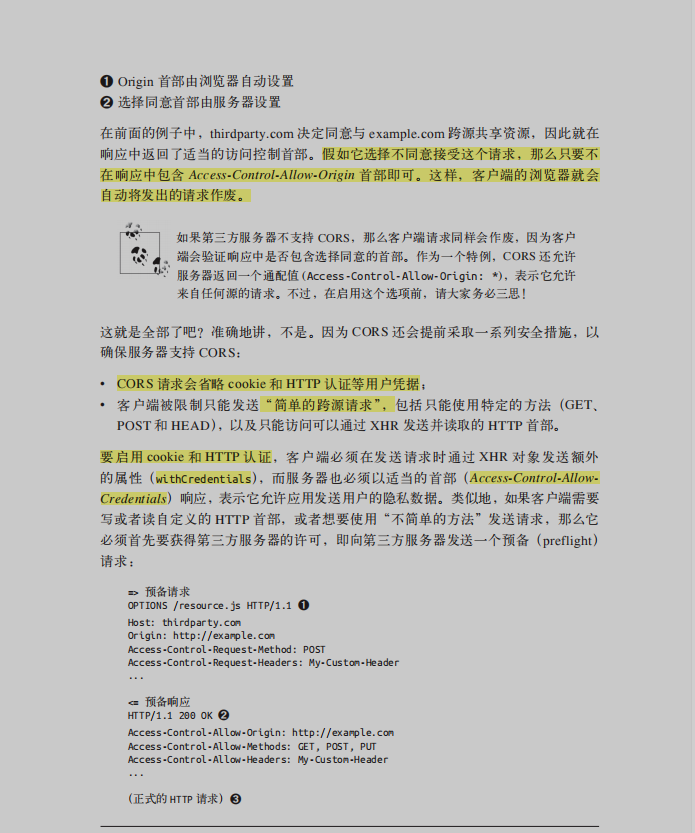 ❶ Origin 首部由浏览器自动设置
❷ 选择同意首部由服务器设置
在前面的例子中，thirdparty.com 决定同意与 example.com 跨源共享资源，因此就在
响应中返回了适当的访问控制首部。假如它选择不同意接受这个请求，那么只要不
在响应中包含 Access-Control-Allow-Origin 首部即可。这样，客户端的浏览器就会
自动将发出的请求作废。
如果第三方服务器不支持 CORS，那么客户端请求同样会作废，因为客户
端会验证响应中是否包含选择同意的首部。作为一个特例，CORS 还允许
服务器返回一个通配值 (Access-Control-Allow-Origin: *)，表示它允许
来自任何源的请求。不过，在启用这个选项前，请大家务必三思！
这就是全部了吧？准确地讲，不是。因为 CORS 还会提前采取一系列安全措施，以
确保服务器支持 CORS：
• CORS 请求会省略 cookie 和 HTTP 认证等用户凭据；
• 客户端被限制只能发送“简单的跨源请求”，包括只能使用特定的方法（GET、
POST 和 HEAD），以及只能访问可以通过 XHR 发送并读取的 HTTP 首部。
要启用 cookie 和 HTTP 认证，客户端必须在发送请求时通过 XHR 对象发送额外
的属性（withCredentials），而服务器也必须以适当的首部（Access-Control-Allow-
Credentials）响应，表示它允许应用发送用户的隐私数据。类似地，如果客户端需要
写或者读自定义的 HTTP 首部，或者想要使用“不简单的方法”发送请求，那么它
必须首先要获得第三方服务器的许可，即向第三方服务器发送一个预备（preflight）
请求：
=> 预备请求
OPTIONS /resource.js HTTP/1.1 ❶
Host: thirdparty.com
Origin: http://example.com
Access-Control-Request-Method: POST
Access-Control-Request-Headers: My-Custom-Header
...
<= 预备响应
HTTP/1.1 200 OK ❷
Access-Control-Allow-Origin: http://example.com
Access-Control-Allow-Methods: GET, POST, PUT
Access-Control-Allow-Headers: My-Custom-Header
...
（正式的 HTTP 请求）❸